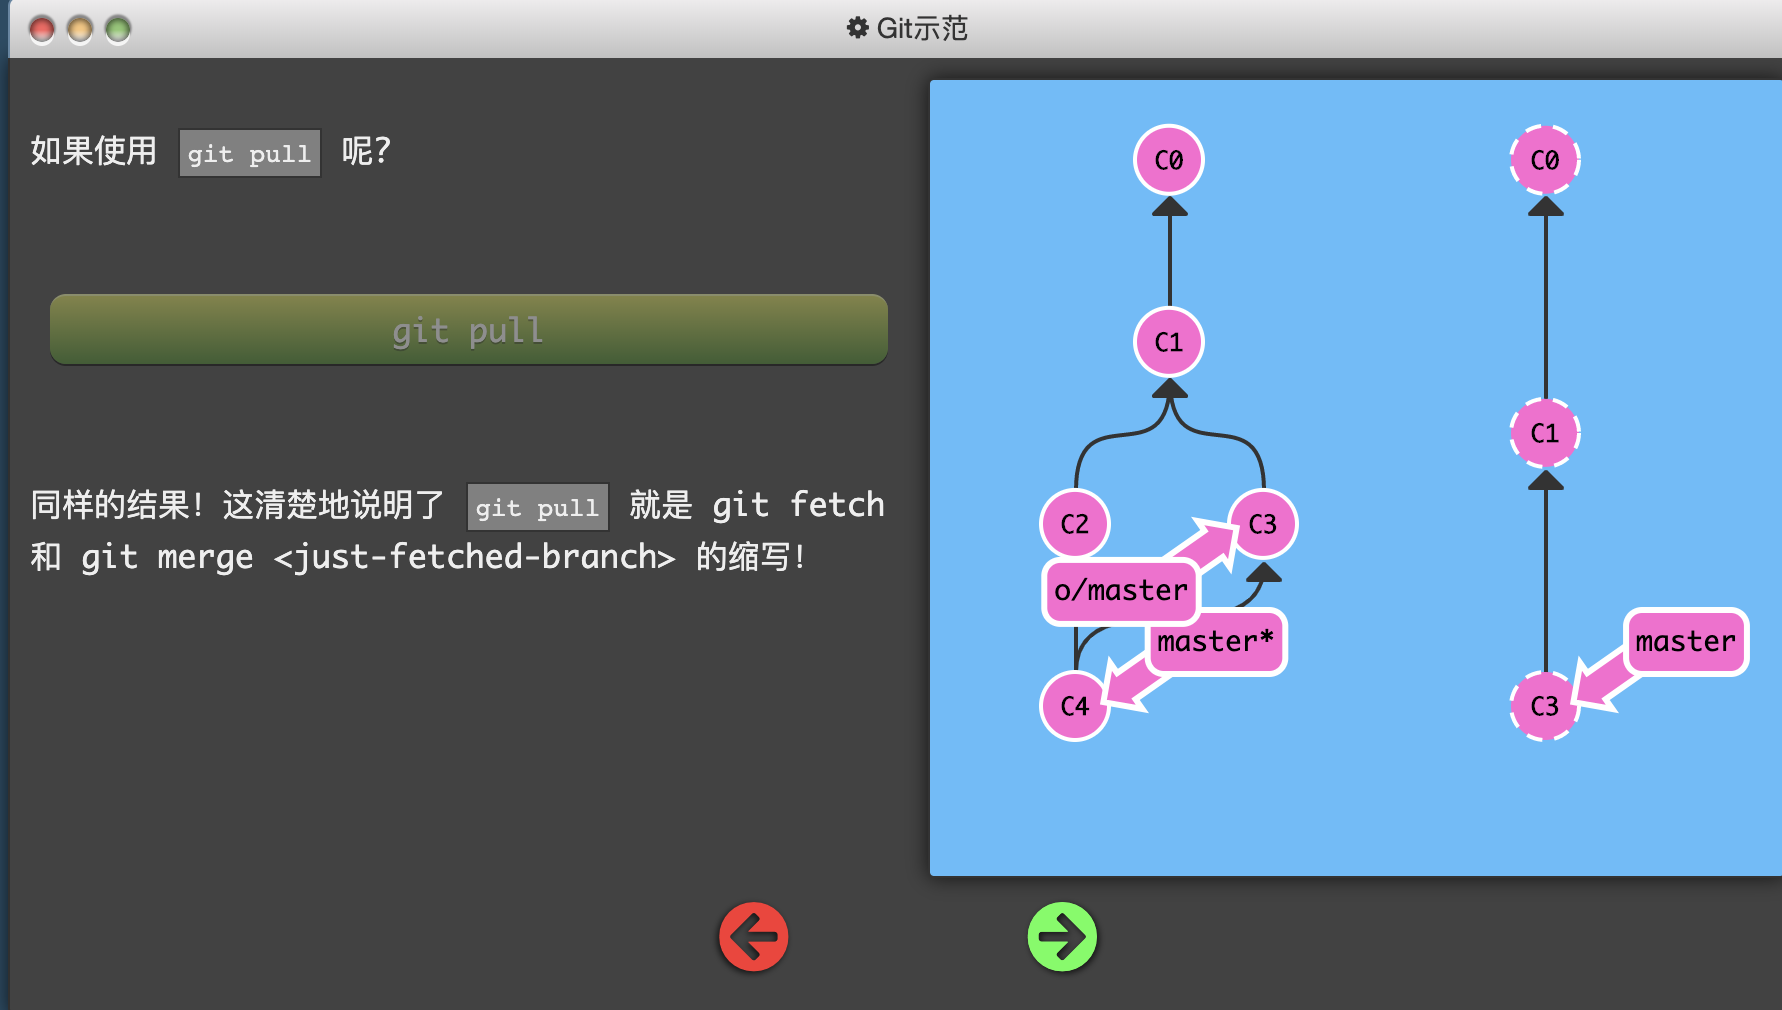 Git示范
如果使用 git pull 呢?
git pull
同样的结果! 这清楚地说明了 git pull 就是 git fetch
和 git merge <just-fetched-branch> 的缩写!
C0
C1
C2
C3
o/master
master*
C4
C0
C1
master
C3